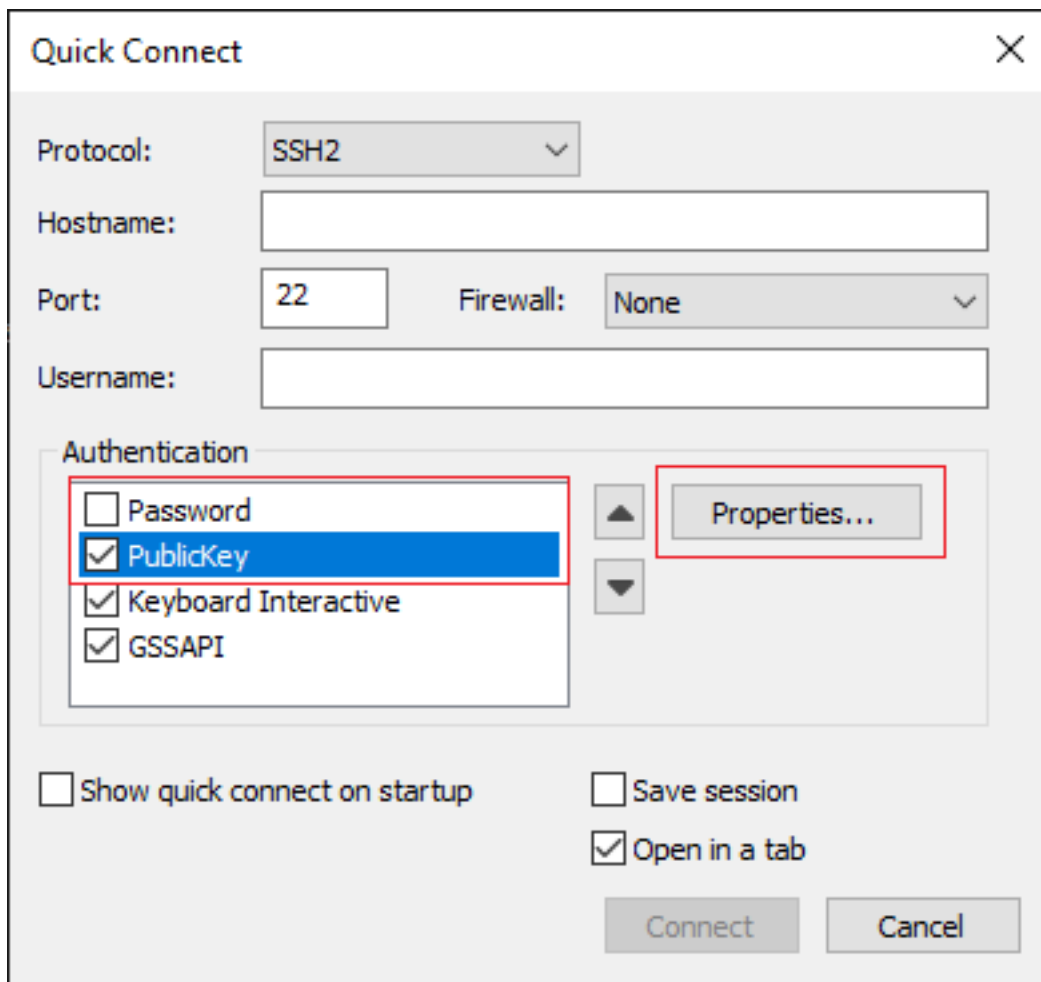 Quick Connect
Protocol: SSH2
Hostname:
Port: 22 Firewall: None
Username:
Authentication
Password
PublicKey
Keyboard Interactive
GSSAPI
Properties...
Show quick connect on startup
Save session
Open in a tab
Connect Cancel